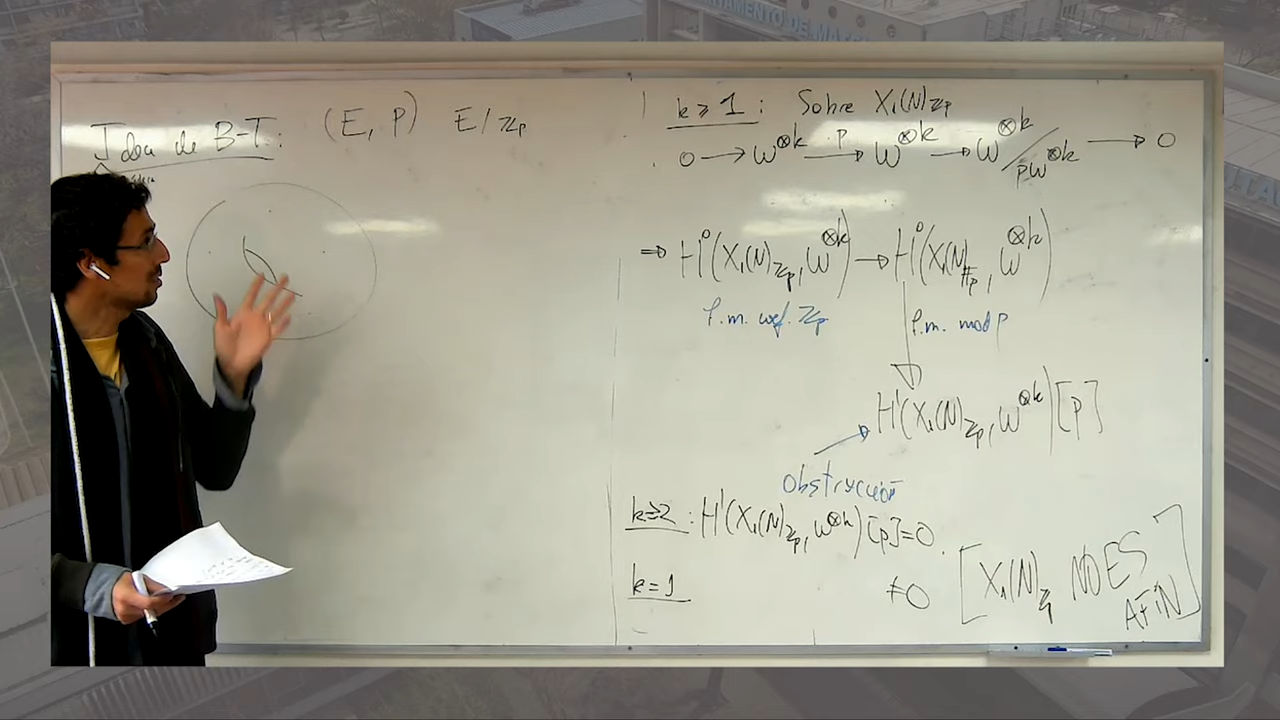 Idea de B-T: (E, P) E/ℤp
k ≥ 1 : Sobre X₁(N)ℤp
0 → ω^⊗k →^p ω^⊗k → ω^⊗k / pω^⊗k → 0
⇒ H⁰(X₁(N)ℤp, ω^⊗k) → H⁰(X₁(N)𝔽p, ω^⊗k)
f.m. wef. ℤp f.m. mod p
H¹(X₁(N)ℤp, ω^⊗k)[p]
Obstrucción
k≥2 : H¹(X₁(N)ℤp, ω^⊗k)[p]=0.
k=1 ≠0
[X₁(N)ℤp NO ES
AFIN]